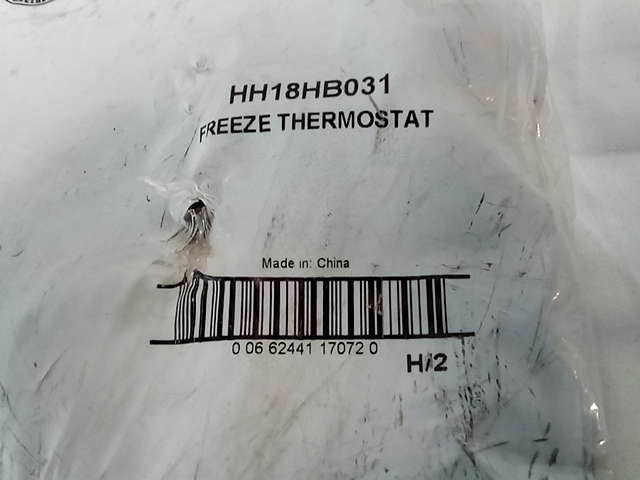 HH18HB031
FREEZE THERMOSTAT
Made in: China
0 06 62441 17072 0
H/2